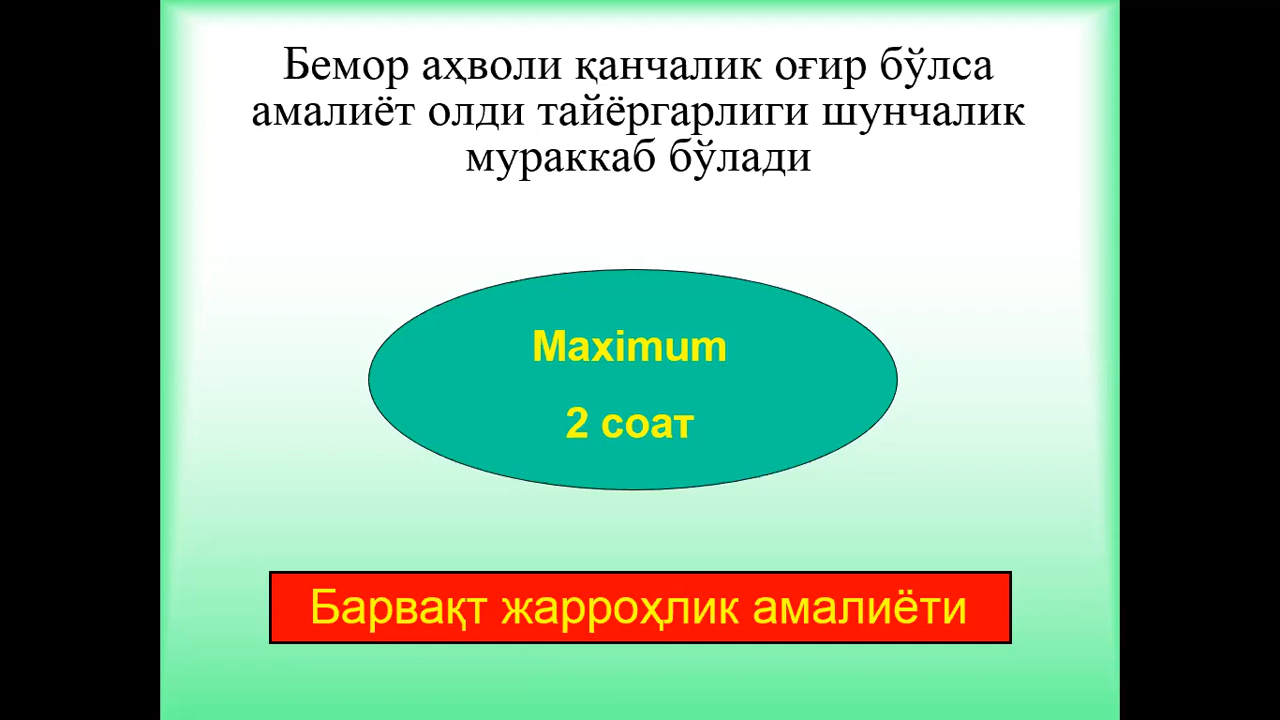 Бемор аҳволи қанчалик оғир бўлса
амалиёт олди тайёргарлиги шунчалик
мураккаб бўлади
Maximum
2 соат
Барвақт жарроҳлик амалиёти